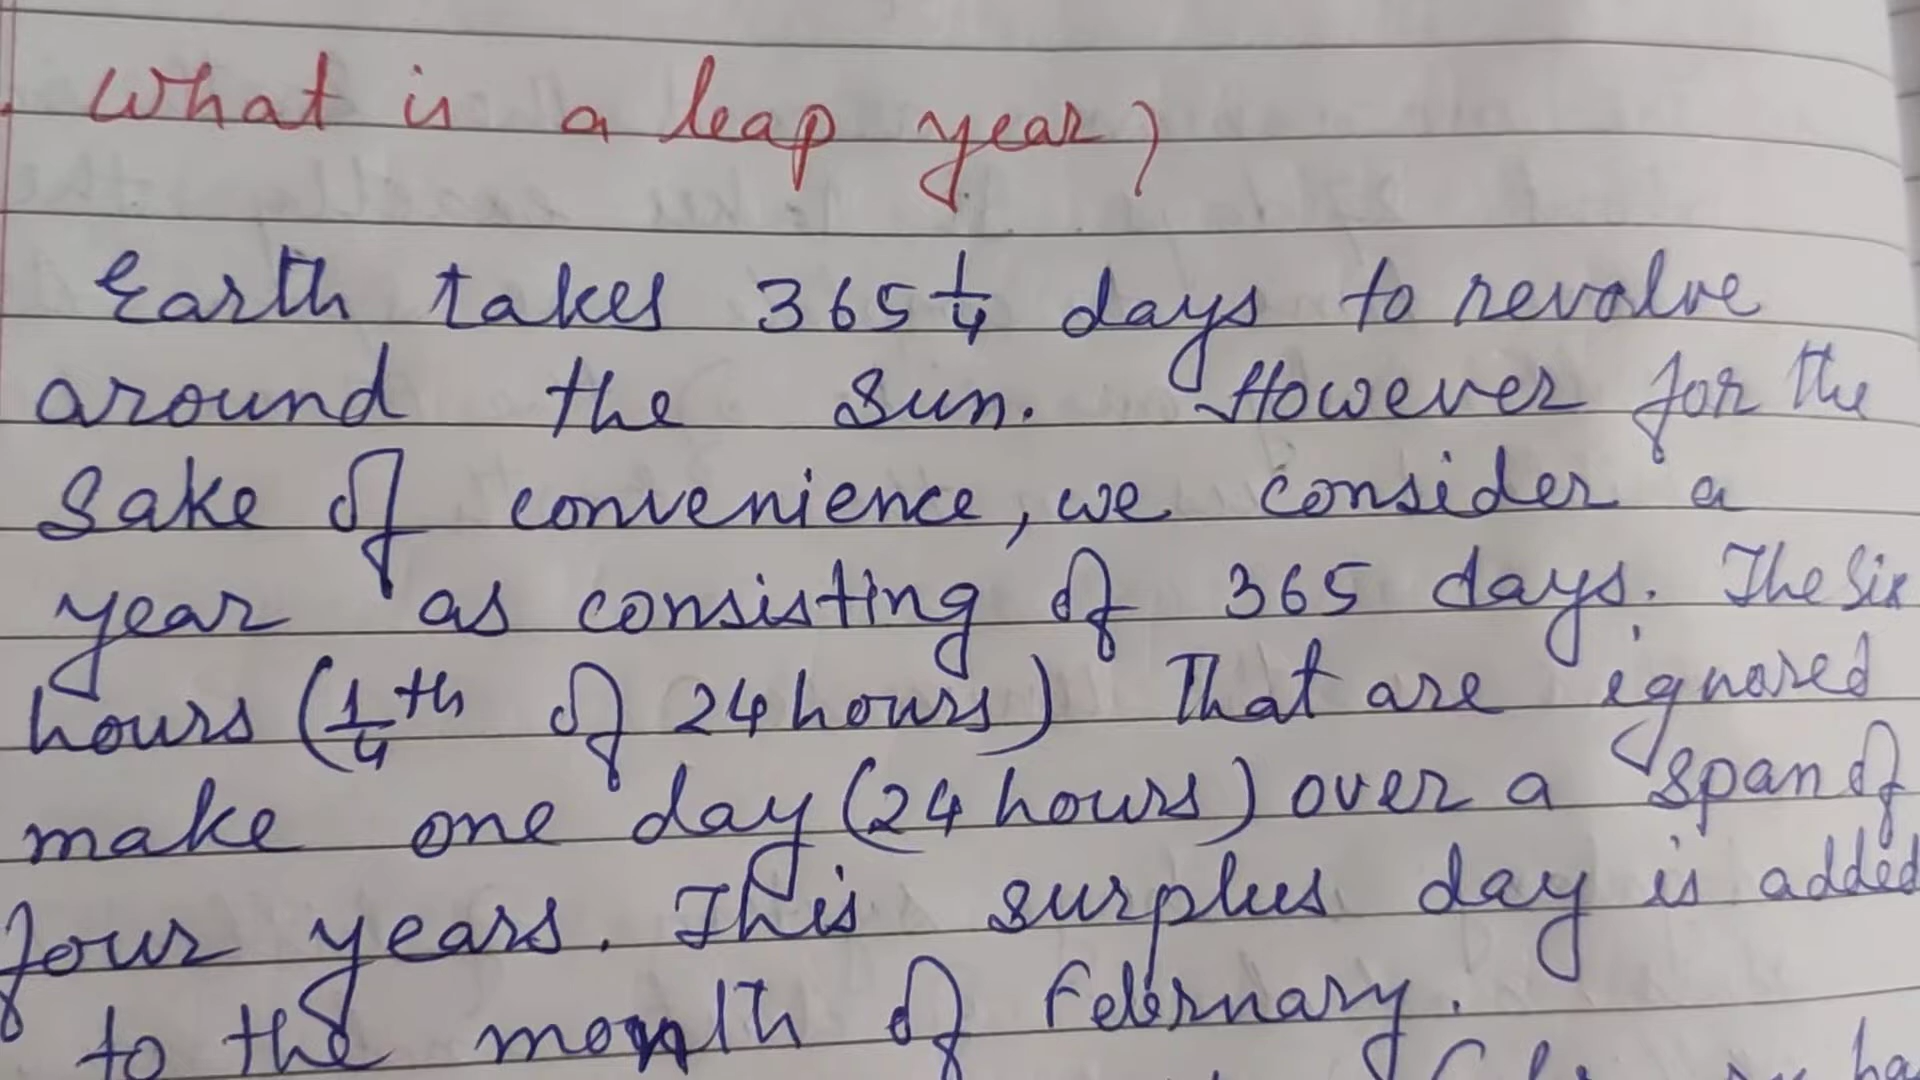 What is a leap year?
Earth takes 365 1/4 days to revolve
around the Sun. However for the
Sake of convenience, we consider a
year as consisting of 365 days. The Six
hours (1/4 th of 24 hours) That are ignored
make one day (24 hours) over a span of
four years. This surplus day is added
to the month of February.